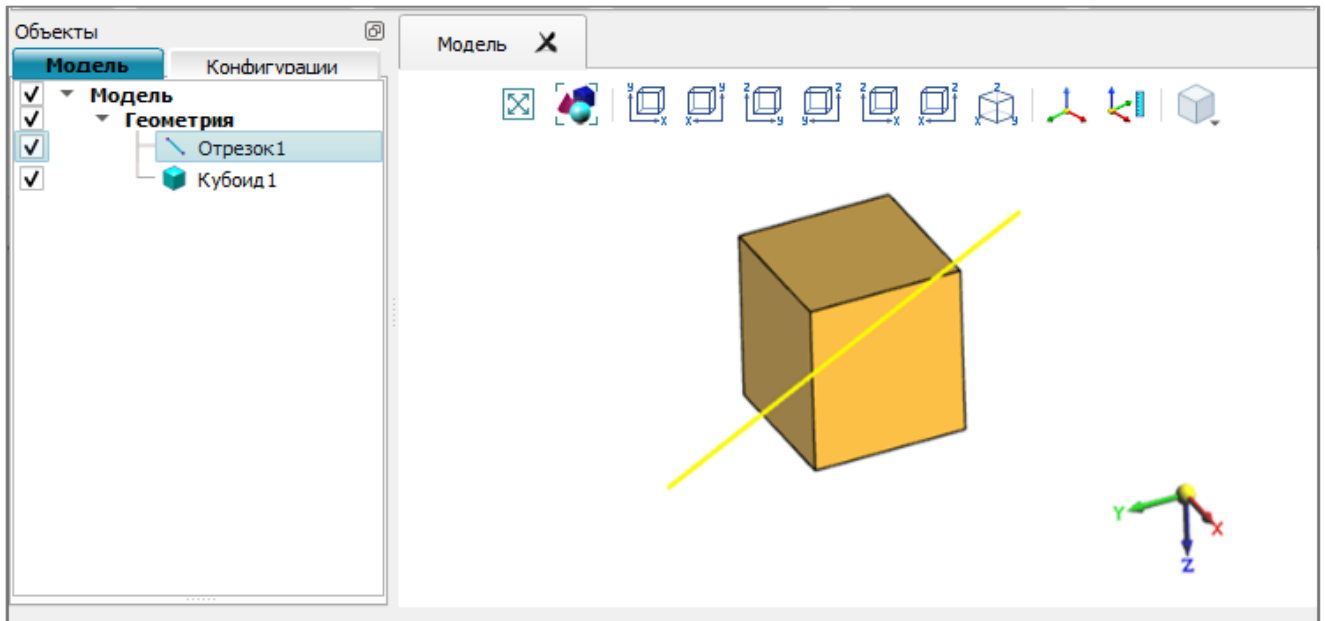 Объекты
Модель
Модель Конфигурации
Модель
Геометрия
Отрезок1
Кубоид1
y x
y x
z y
z y
z x
z x
z x y
Y X Z